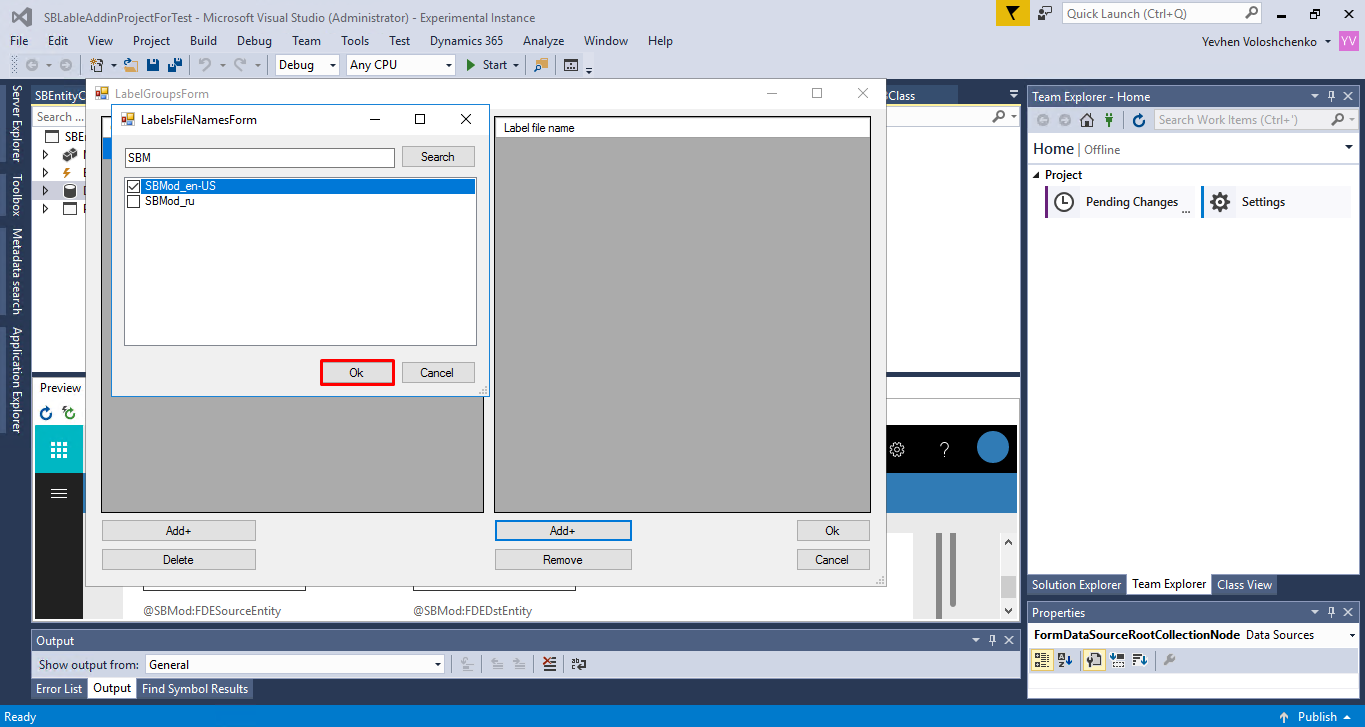 SBLableAddinProjectForTest - Microsoft Visual Studio (Administrator) - Experimental Instance
Quick Launch (Ctrl+Q)
File Edit View Project Build Debug Team Tools Test Dynamics 365 Analyze Window Help
Yevhen Voloshchenko YV
Debug Any CPU Start
Server Explorer
Toolbox
Metadata search
Application Explorer
SBEntityC
Class
Search ...
SBE
LabelGroupsForm
LabelsFileNamesForm
SBM Search
SBMod_en-US
SBMod_ru
Ok Cancel
Label file name
Add+ Add+ Ok
Delete Remove Cancel
Preview
?
@SBMod:FDESourceEntity @SBMod:FDEDstEntity
Output
Show output from: General
Error List Output Find Symbol Results
Team Explorer - Home
Search Work Items (Ctrl+')
Home | Offline
Project
Pending Changes ... Settings
Solution Explorer Team Explorer Class View
Properties
FormDataSourceRootCollectionNode Data Sources
Ready Publish